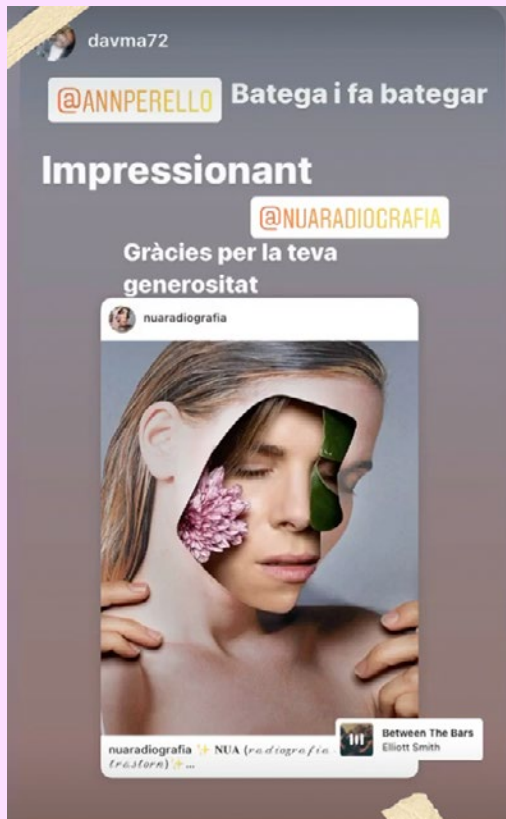 davma72
@ANNPERELLO Batega i fa bategar
Impressionant
@NUARADIOGRAFIA
Gràcies per la teva
generositat
nuaradiografia
Between The Bars
Elliott Smith
nuaradiografia ✨ NUA (radiografia
trastorn) ✨...